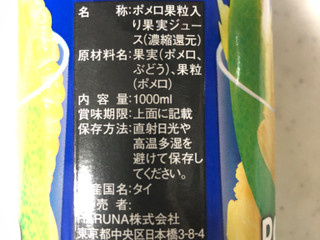 名 称:ポメロ果粒入
り果実ジュー
ス(濃縮還元)
原材料名:果実(ポメロ、
ぶどう)、果粒
(ポメロ)
内 容 量:1000ml
賞味期限:上面に記載
保存方法:直射日光や
高温多湿を
避けて保存し
てください。
産国名:タイ
売 者:
HARUNA株式会社
東京都中央区日本橋3-8-4